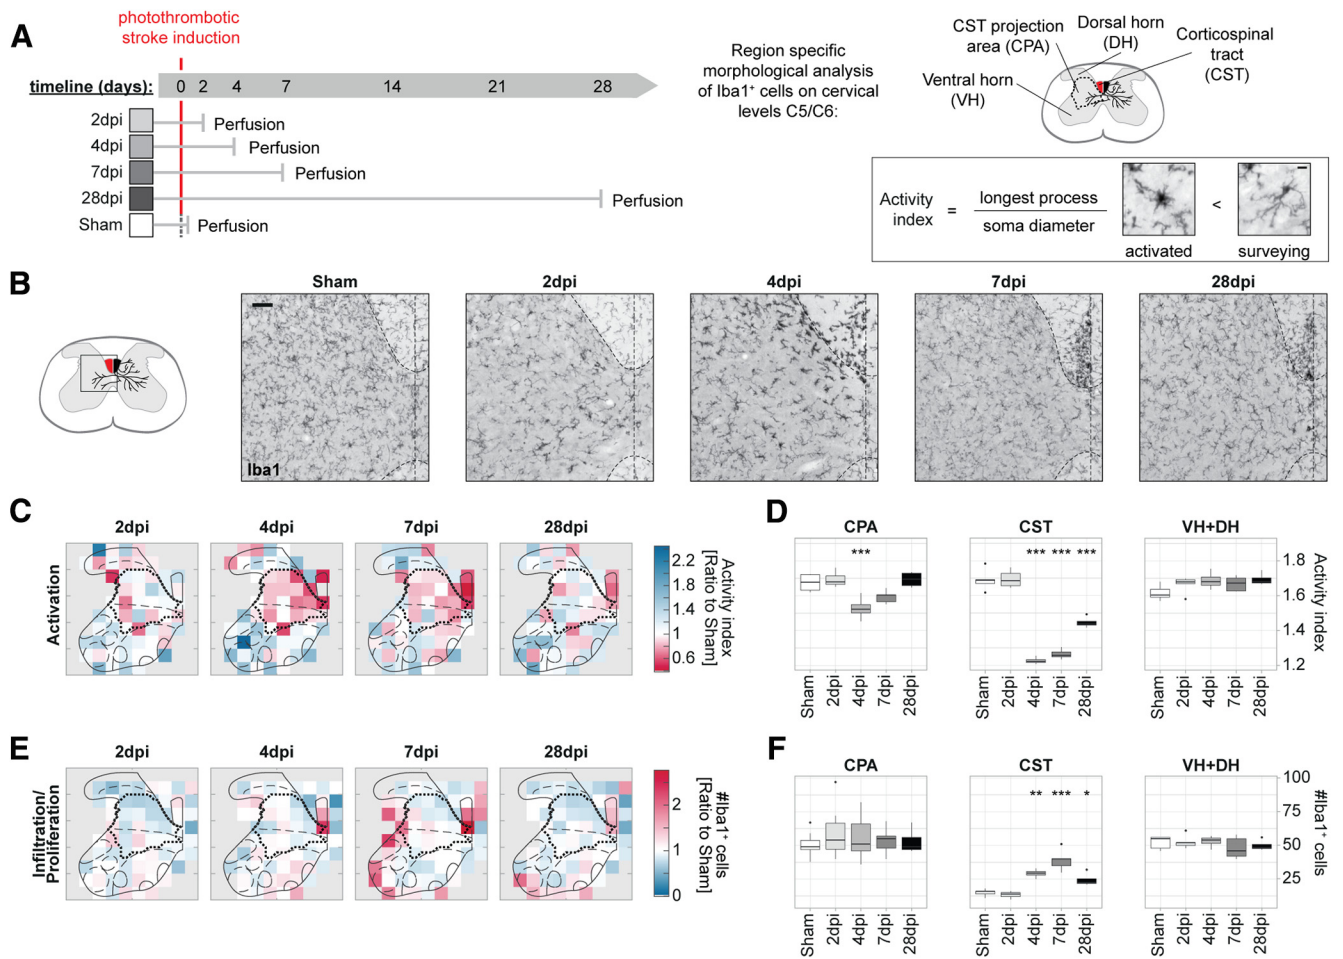 A
photothrombotic
stroke induction
timeline (days): 0 2 4 7 14 21 28
2dpi Perfusion
4dpi Perfusion
7dpi Perfusion
28dpi Perfusion
Sham Perfusion
Region specific
morphological analysis
of Iba1⁺ cells on cervical
levels C5/C6:
CST projection
area (CPA)
Dorsal horn
(DH)
Corticospinal
tract
(CST)
Ventral horn
(VH)
Activity
index
=
longest process
soma diameter
<
activated
surveying
B
Sham 2dpi 4dpi 7dpi 28dpi
Iba1
C
2dpi 4dpi 7dpi 28dpi
Activation
2.2
1.8
1.4
1
0.6
Activity index
[Ratio to Sham]
D
CPA CST VH+DH
*** *** *** ***
1.8
1.6
1.4
1.2
Activity index
Sham 2dpi 4dpi 7dpi 28dpi
Sham 2dpi 4dpi 7dpi 28dpi
Sham 2dpi 4dpi 7dpi 28dpi
E
2dpi 4dpi 7dpi 28dpi
Infiltration/
Proliferation
2
1
0
#Iba1⁺ cells
[Ratio to Sham]
F
CPA CST VH+DH
** *** *
100
75
50
25
#Iba1⁺ cells
Sham 2dpi 4dpi 7dpi 28dpi
Sham 2dpi 4dpi 7dpi 28dpi
Sham 2dpi 4dpi 7dpi 28dpi